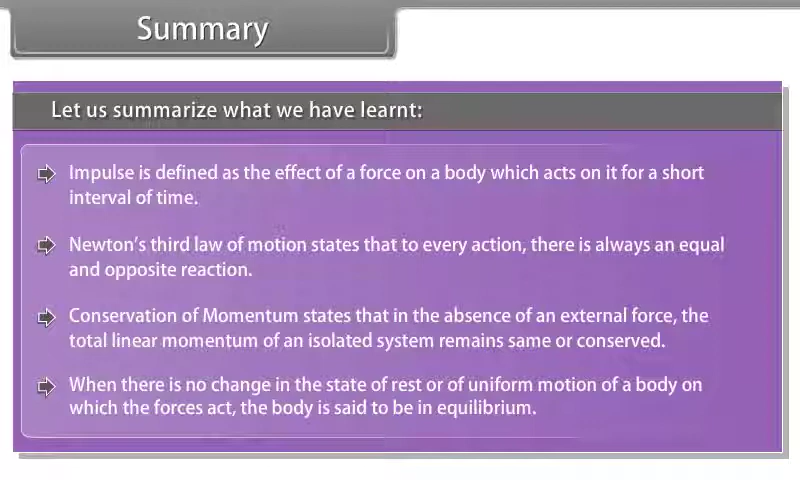 Summary
Let us summarize what we have learnt:
Impulse is defined as the effect of a force on a body which acts on it for a short
interval of time.
Newton's third law of motion states that to every action, there is always an equal
and opposite reaction.
Conservation of Momentum states that in the absence of an external force, the
total linear momentum of an isolated system remains same or conserved.
When there is no change in the state of rest or of uniform motion of a body on
which the forces act, the body is said to be in equilibrium.